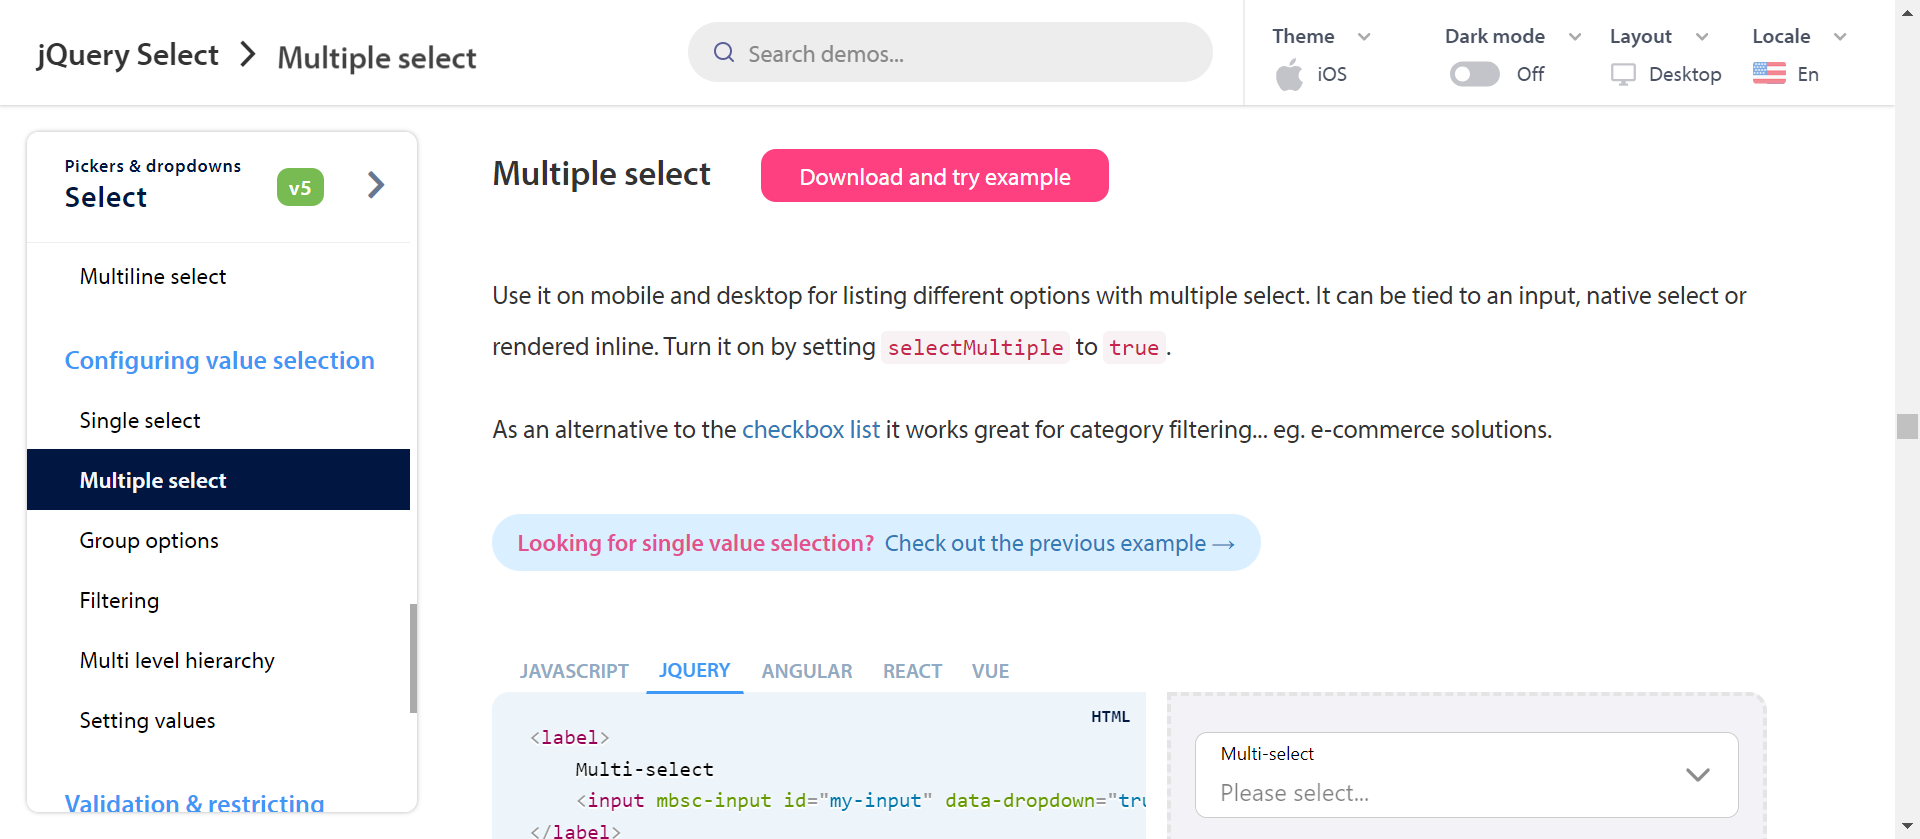 jQuery Select
Multiple select
Search demos...
Theme
iOS
Dark mode
Off
Layout
Desktop
Locale
En
Pickers & dropdowns
Select
v5
Multiline select
Configuring value selection
Single select
Multiple select
Group options
Filtering
Multi level hierarchy
Setting values
Validation & restricting
Multiple select
Download and try example
Use it on mobile and desktop for listing different options with multiple select. It can be tied to an input, native select or
rendered inline. Turn it on by setting selectMultiple to true.
As an alternative to the checkbox list it works great for category filtering... eg. e-commerce solutions.
Looking for single value selection? Check out the previous example →
JAVASCRIPT JQUERY ANGULAR REACT VUE
HTML
<label>
Multi-select
<input mbsc-input id="my-input" data-dropdown="tru
</label>
Multi-select
Please select...